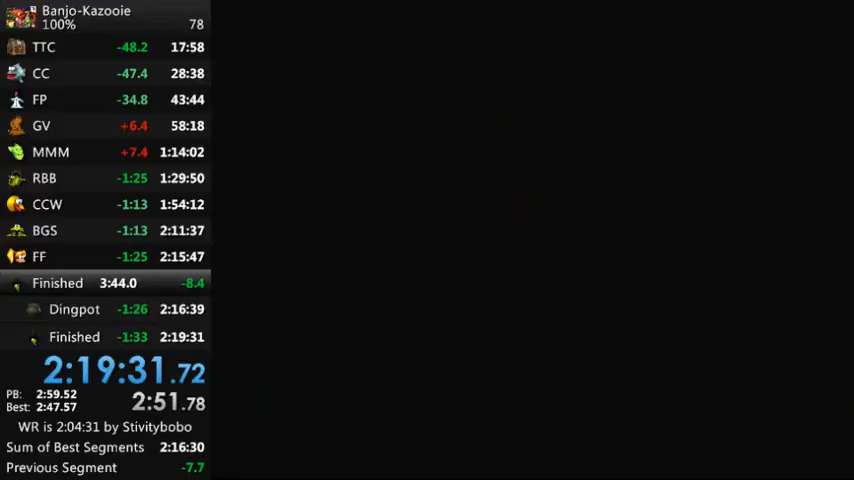 Banjo-Kazooie
100% 78
TTC -48.2 17:58
CC -47.4 28:38
FP -34.8 43:44
GV +6.4 58:18
MMM +7.4 1:14:02
RBB -1:25 1:29:50
CCW -1:13 1:54:12
BGS -1:13 2:11:37
FF -1:25 2:15:47
Finished 3:44.0 -8.4
Dingpot -1:26 2:16:39
Finished -1:33 2:19:31
2:19:31.72
PB: 2:59.52
Best: 2:47.57
2:51.78
WR is 2:04:31 by Stivitybobo
Sum of Best Segments 2:16:30
Previous Segment -7.7